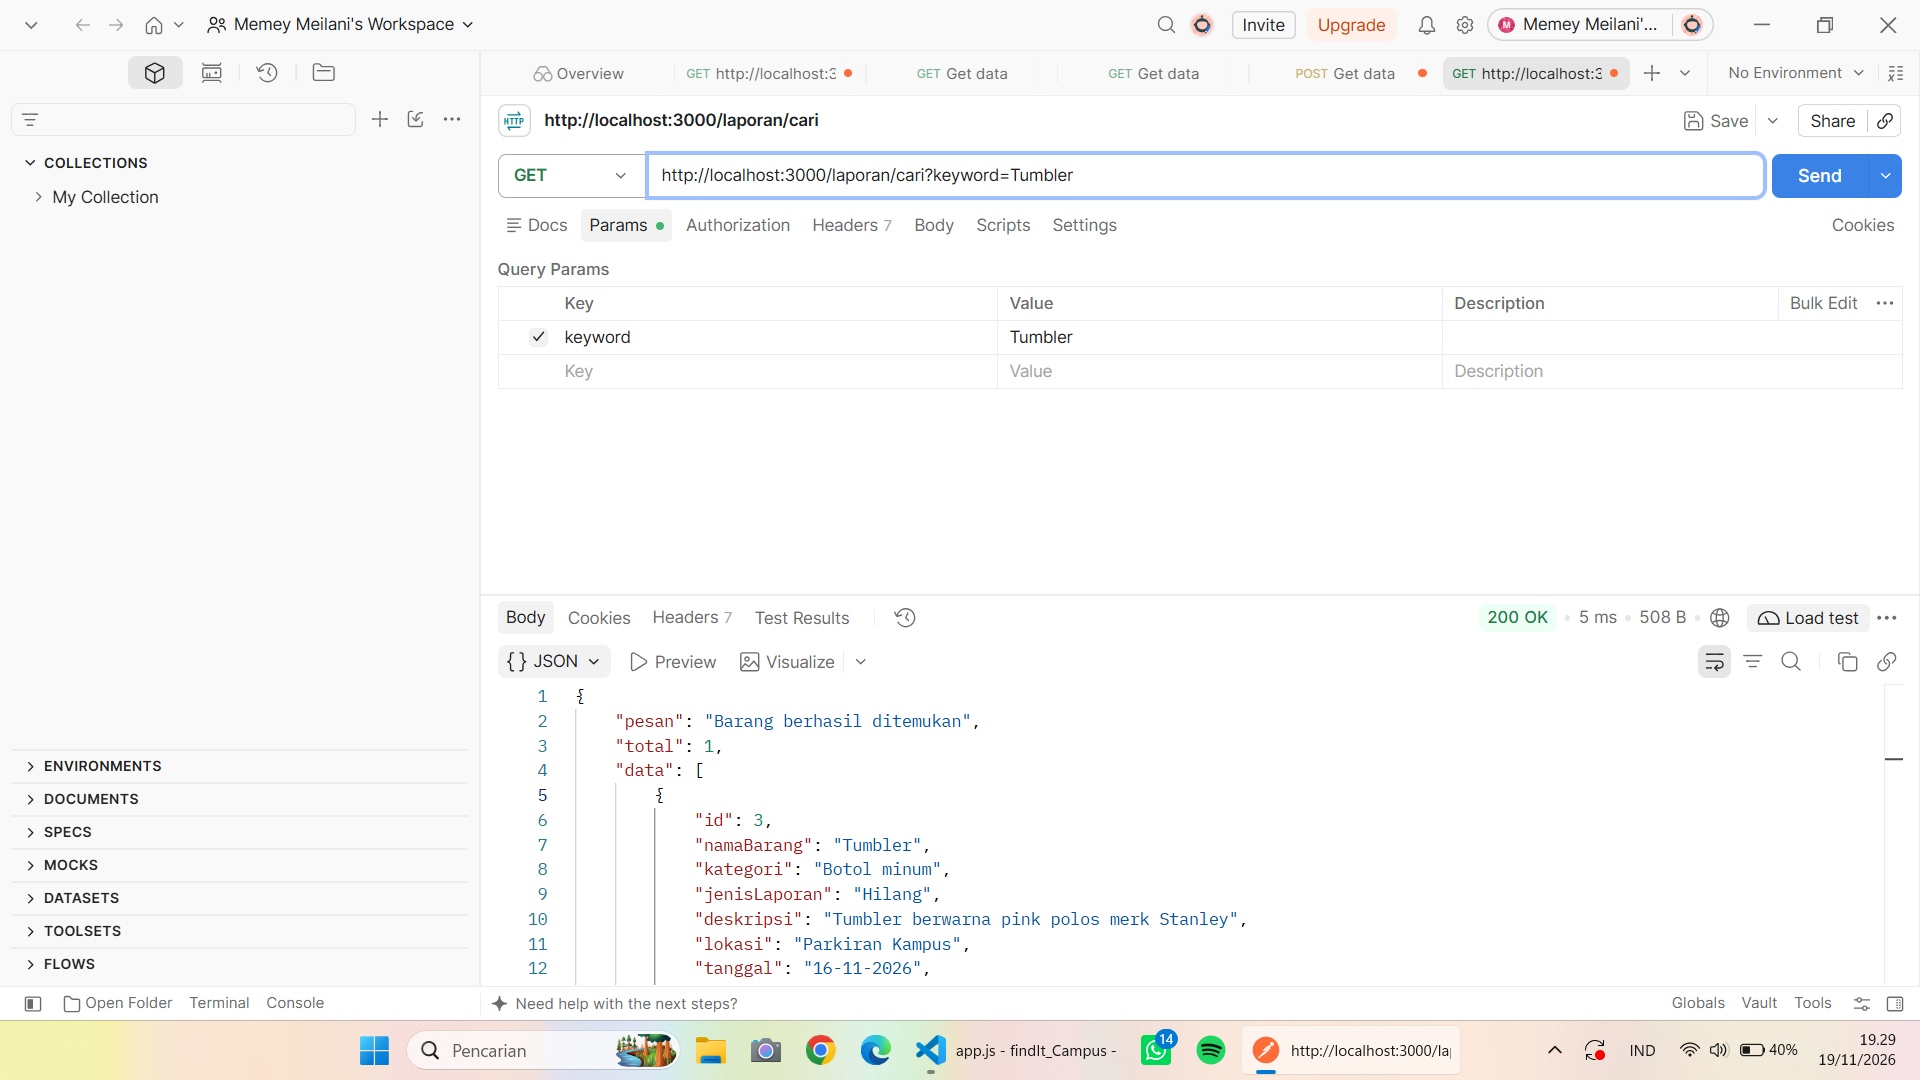 Memey Meilani's Workspace
Invite
Upgrade
M
Memey Meilani'...
Overview
GET http://localhost:3
GET Get data
GET Get data
POST Get data
GET http://localhost:3
No Environment
HTTP
http://localhost:3000/laporan/cari
Save
Share
COLLECTIONS
My Collection
GET
http://localhost:3000/laporan/cari?keyword=Tumbler
Send
Docs
Params
Authorization
Headers 7
Body
Scripts
Settings
Cookies
Query Params
Key
Value
Description
Bulk Edit
keyword
Tumbler
Key
Value
Description
Body
Cookies
Headers 7
Test Results
200 OK
5 ms
508 B
Load test
{} JSON
Preview
Visualize
1 {
2 "pesan": "Barang berhasil ditemukan",
3 "total": 1,
4 "data": [
5 {
6 "id": 3,
7 "namaBarang": "Tumbler",
8 "kategori": "Botol minum",
9 "jenisLaporan": "Hilang",
10 "deskripsi": "Tumbler berwarna pink polos merk Stanley",
11 "lokasi": "Parkiran Kampus",
12 "tanggal": "16-11-2026",
ENVIRONMENTS
DOCUMENTS
SPECS
MOCKS
DATASETS
TOOLSETS
FLOWS
Open Folder
Terminal
Console
Need help with the next steps?
Globals
Vault
Tools
Pencarian
app.js - findIt_Campus -
14
http://localhost:3000/la
IND
40%
19.29
19/11/2026